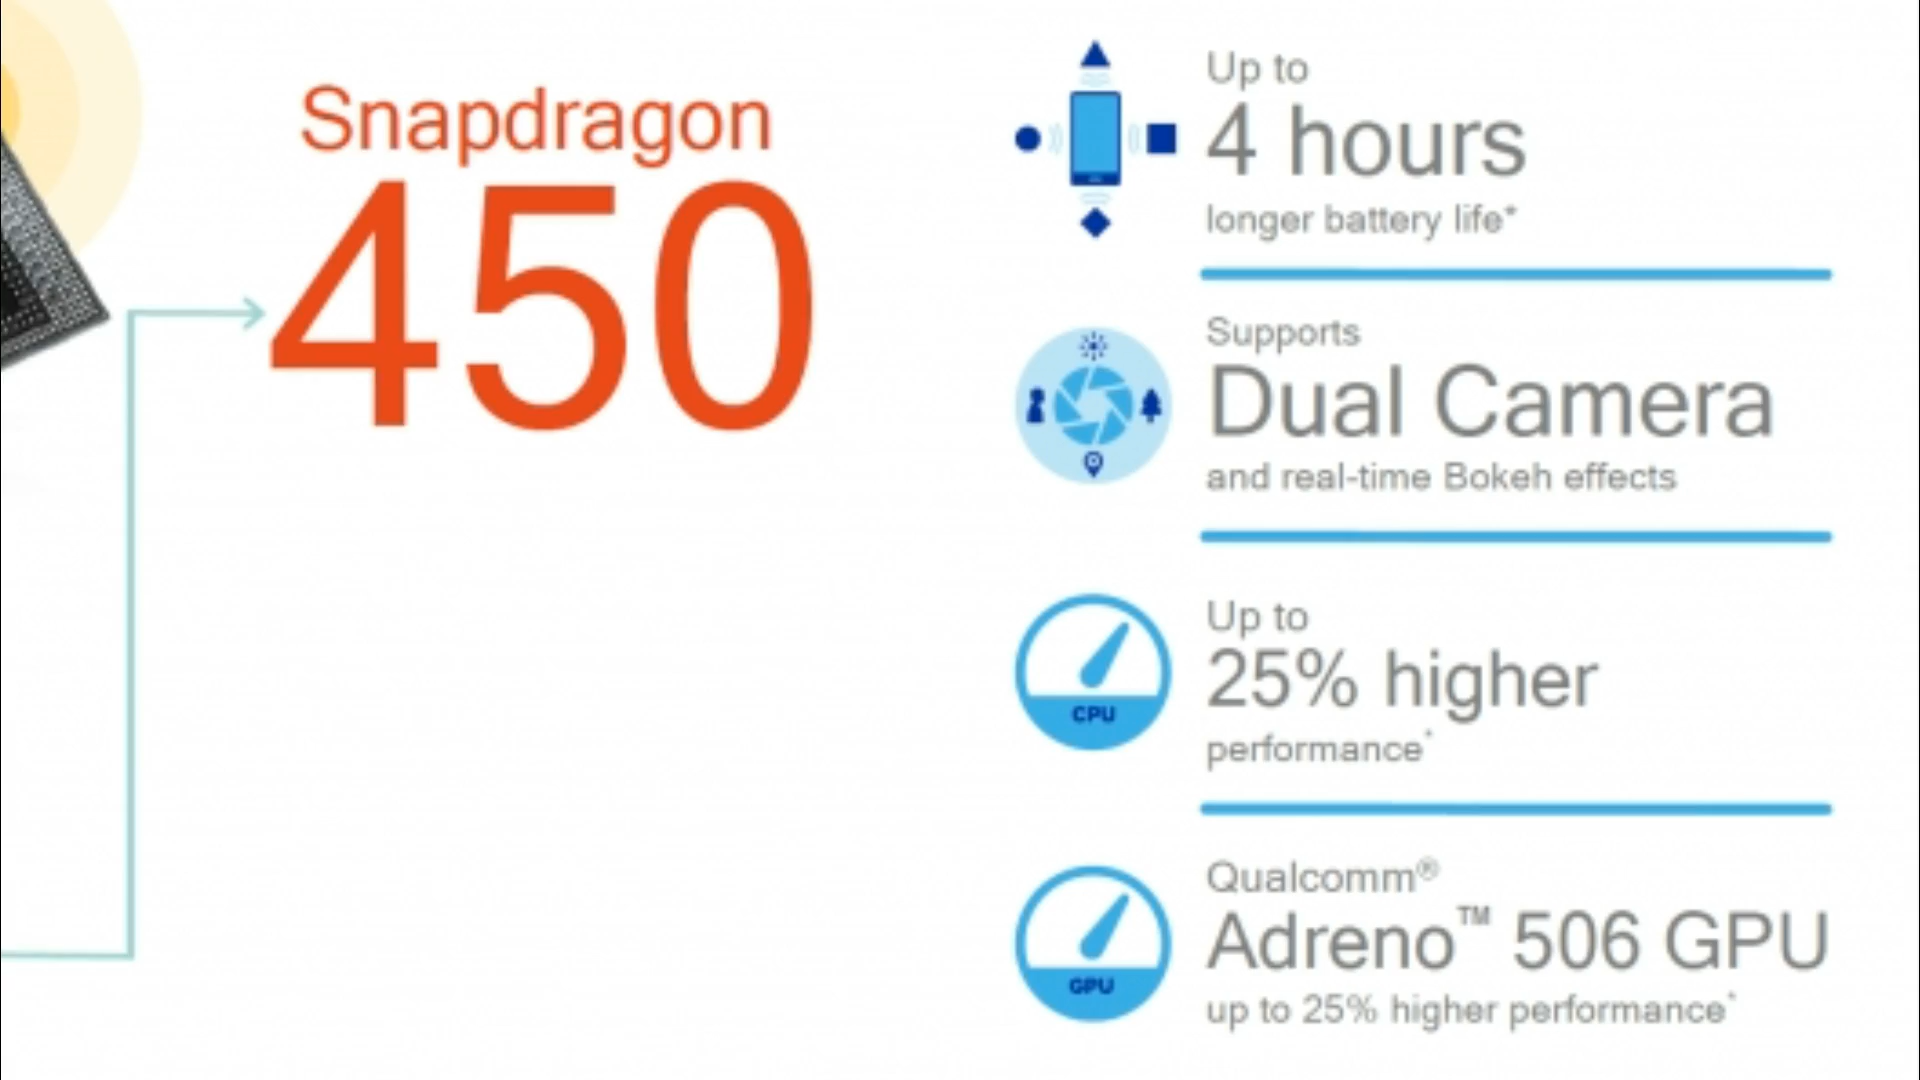 Snapdragon
450
Up to
4 hours
longer battery life*
Supports
Dual Camera
and real-time Bokeh effects
CPU
Up to
25% higher
performance*
GPU
Qualcomm®
Adreno™ 506 GPU
up to 25% higher performance*